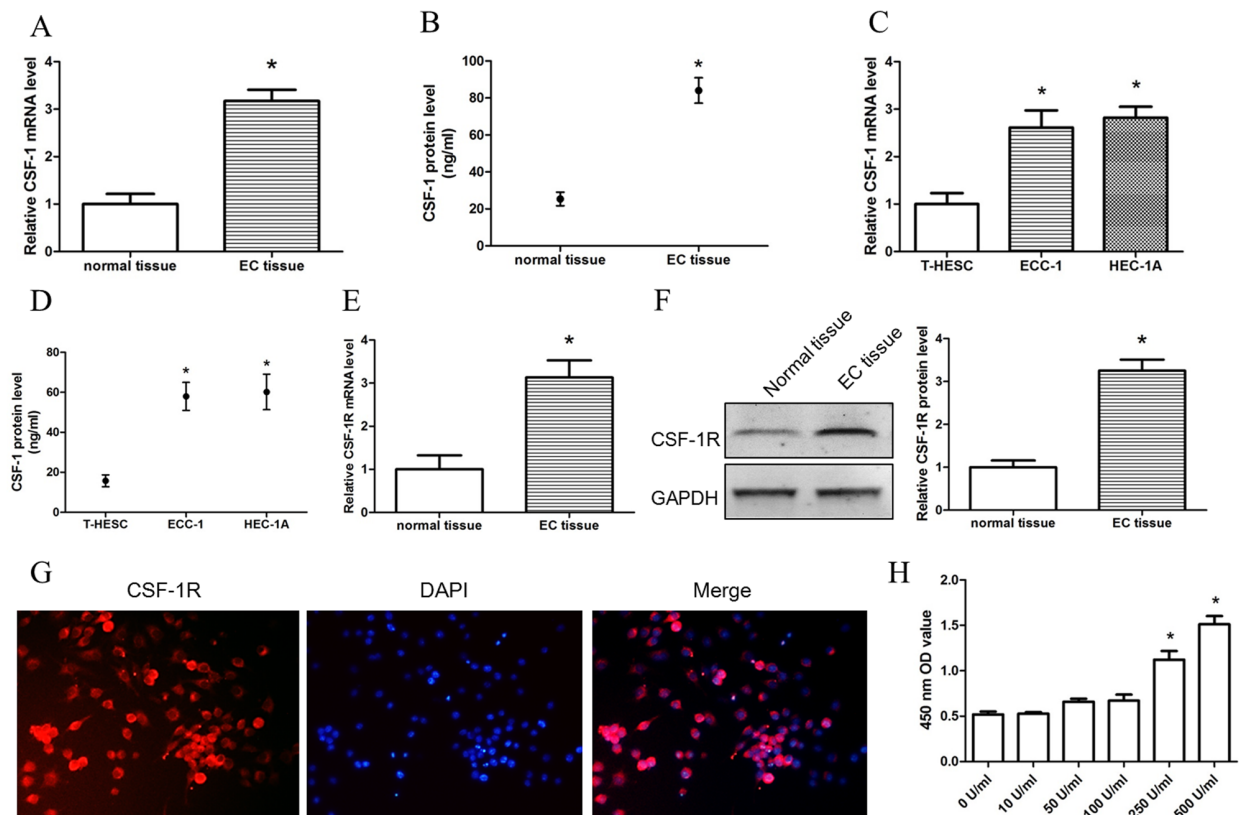 A
Relative CSF-1 mRNA level
4
3
2
1
0
*
normal tissue
EC tissue
B
CSF-1 protein level
(ng/ml)
100
80
60
40
20
0
*
normal tissue
EC tissue
C
Relative CSF-1 mRNA level
4
3
2
1
0
*
*
T-HESC
ECC-1
HEC-1A
D
CSF-1 protein level
(ng/ml)
80
60
40
20
0
*
*
T-HESC
ECC-1
HEC-1A
E
Relative CSF-1R mRNA level
4
3
2
1
0
*
normal tissue
EC tissue
F
Normal tissue
EC tissue
CSF-1R
GAPDH
Relative CSF-1R protein level
4
3
2
1
0
*
normal tissue
EC tissue
G
CSF-1R
DAPI
Merge
H
450 nm OD value
2.0
1.5
1.0
0.5
0.0
*
*
0 U/ml
10 U/ml
50 U/ml
100 U/ml
250 U/ml
500 U/ml